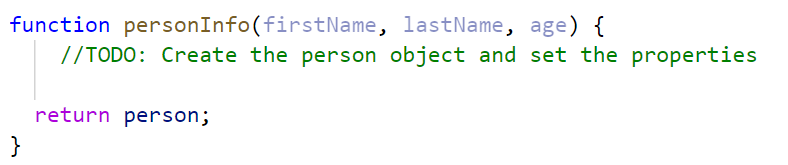 function personInfo(firstName, lastName, age) {
//TODO: Create the person object and set the properties
return person;
}